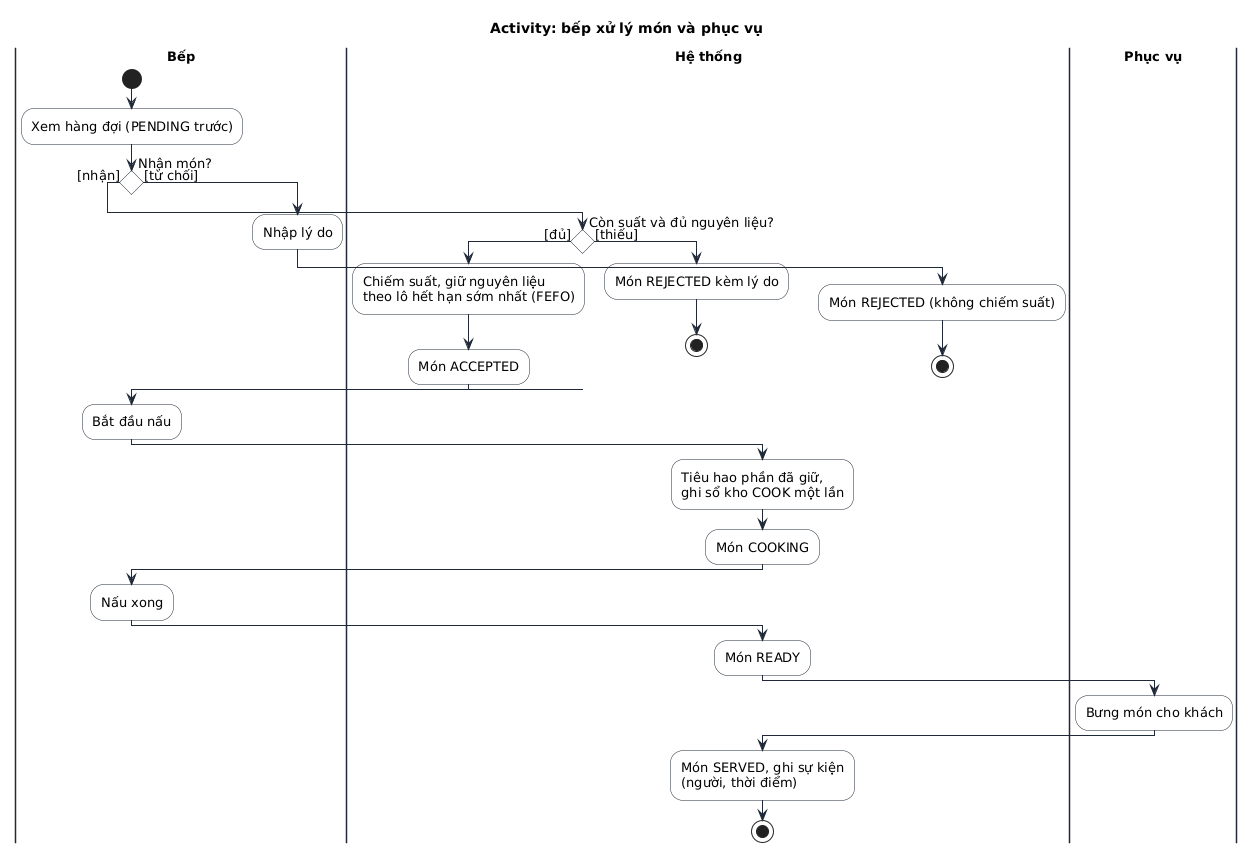 Activity: bếp xử lý món và phục vụ
Bếp
Hệ thống
Phục vụ
Xem hàng đợi (PENDING trước)
Nhận món?
[nhận]
[từ chối]
Nhập lý do
Còn suất và đủ nguyên liệu?
[đủ]
[thiếu]
Chiếm suất, giữ nguyên liệu
theo lô hết hạn sớm nhất (FEFO)
Món REJECTED kèm lý do
Món REJECTED (không chiếm suất)
Món ACCEPTED
Bắt đầu nấu
Tiêu hao phần đã giữ,
ghi sổ kho COOK một lần
Món COOKING
Nấu xong
Món READY
Bưng món cho khách
Món SERVED, ghi sự kiện
(người, thời điểm)